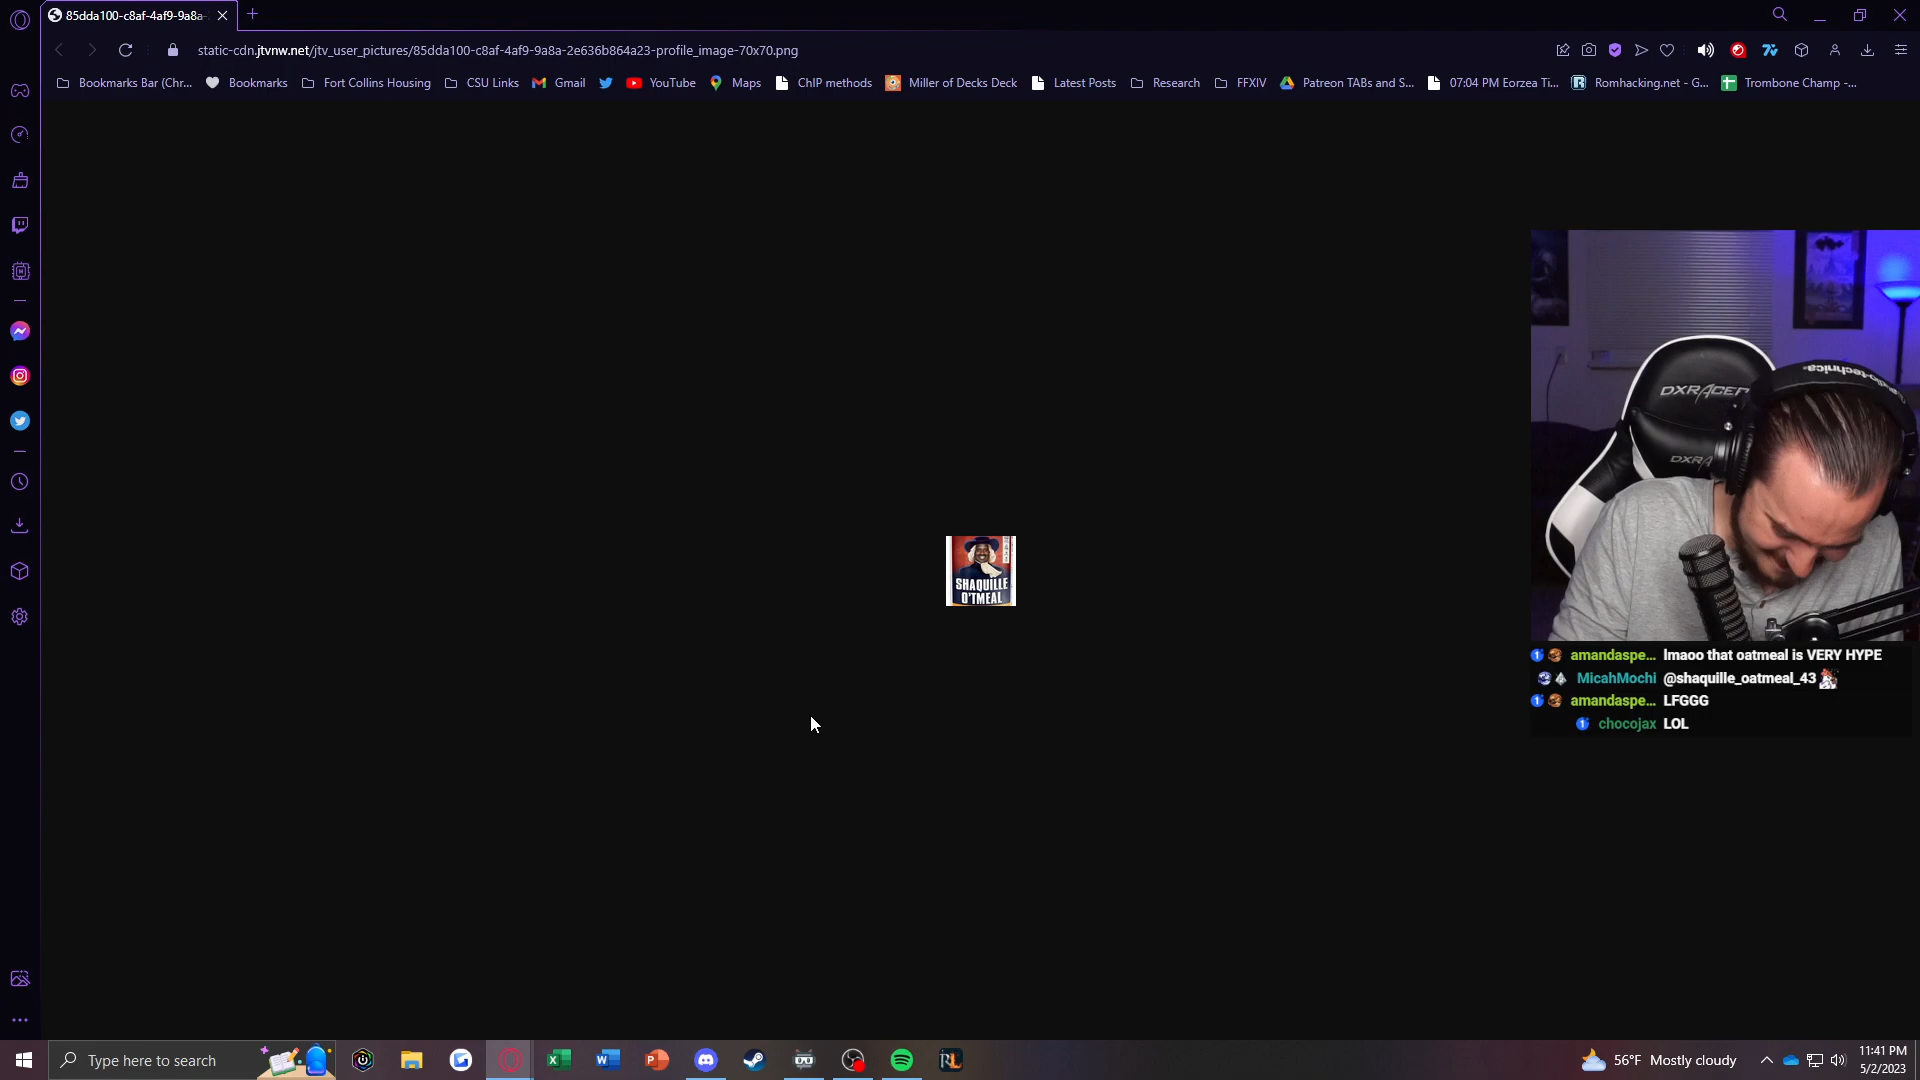 85dda100-c8af-4af9-9a8a-
static-cdn.jtvnw.net/jtv_user_pictures/85dda100-c8af-4af9-9a8a-2e636b864a23-profile_image-70x70.png
Bookmarks Bar (Chr... Bookmarks Fort Collins Housing CSU Links Gmail YouTube Maps ChIP methods Miller of Decks Deck Latest Posts Research FFXIV Patreon TABs and S... 07:04 PM Eorzea Ti... Romhacking.net - G... Trombone Champ -...
audio-technica
DXRACER
DXRA
SHAQUILLE
O'TMEAL
amandaspe... lmaoo that oatmeal is VERY HYPE
MicahMochi @shaquille_oatmeal_43
amandaspe... LFGGG
chocojax LOL
Type here to search
56°F Mostly cloudy
11:41 PM
5/2/2023